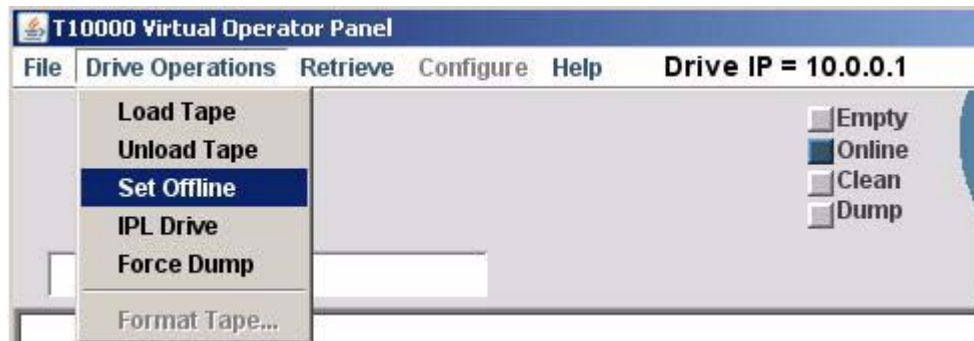 T10000 Virtual Operator Panel
File Drive Operations Retrieve Configure Help Drive IP = 10.0.0.1
Load Tape
Unload Tape
Set Offline
IPL Drive
Force Dump
Format Tape...
Empty
Online
Clean
Dump